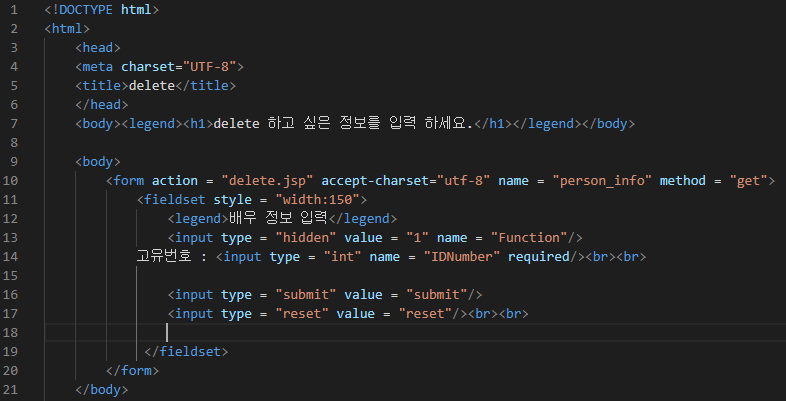 1 <!DOCTYPE html>
2 <html>
3 <head>
4 <meta charset="UTF-8">
5 <title>delete</title>
6 </head>
7 <body><legend><h1>delete 하고 싶은 정보를 입력 하세요.</h1></legend></body>
8
9 <body>
10 <form action = "delete.jsp" accept-charset="utf-8" name = "person_info" method = "get">
11 <fieldset style = "width:150">
12 <legend>배우 정보 입력</legend>
13 <input type = "hidden" value = "1" name = "Function"/>
14 고유번호 : <input type = "int" name = "IDNumber" required/><br><br>
15
16 <input type = "submit" value = "submit"/>
17 <input type = "reset" value = "reset"/><br><br>
18
19 </fieldset>
20 </form>
21 </body>